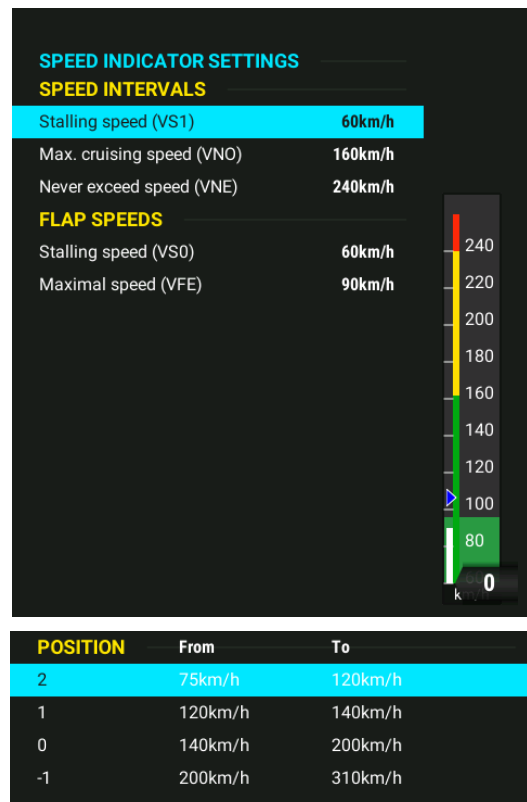 SPEED INDICATOR SETTINGS
SPEED INTERVALS
Stalling speed (VS1) 60km/h
Max. cruising speed (VNO) 160km/h
Never exceed speed (VNE) 240km/h
FLAP SPEEDS
Stalling speed (VS0) 60km/h
Maximal speed (VFE) 90km/h
240
220
200
180
160
140
120
100
80
0
POSITION From To
2 75km/h 120km/h
1 120km/h 140km/h
0 140km/h 200km/h
-1 200km/h 310km/h